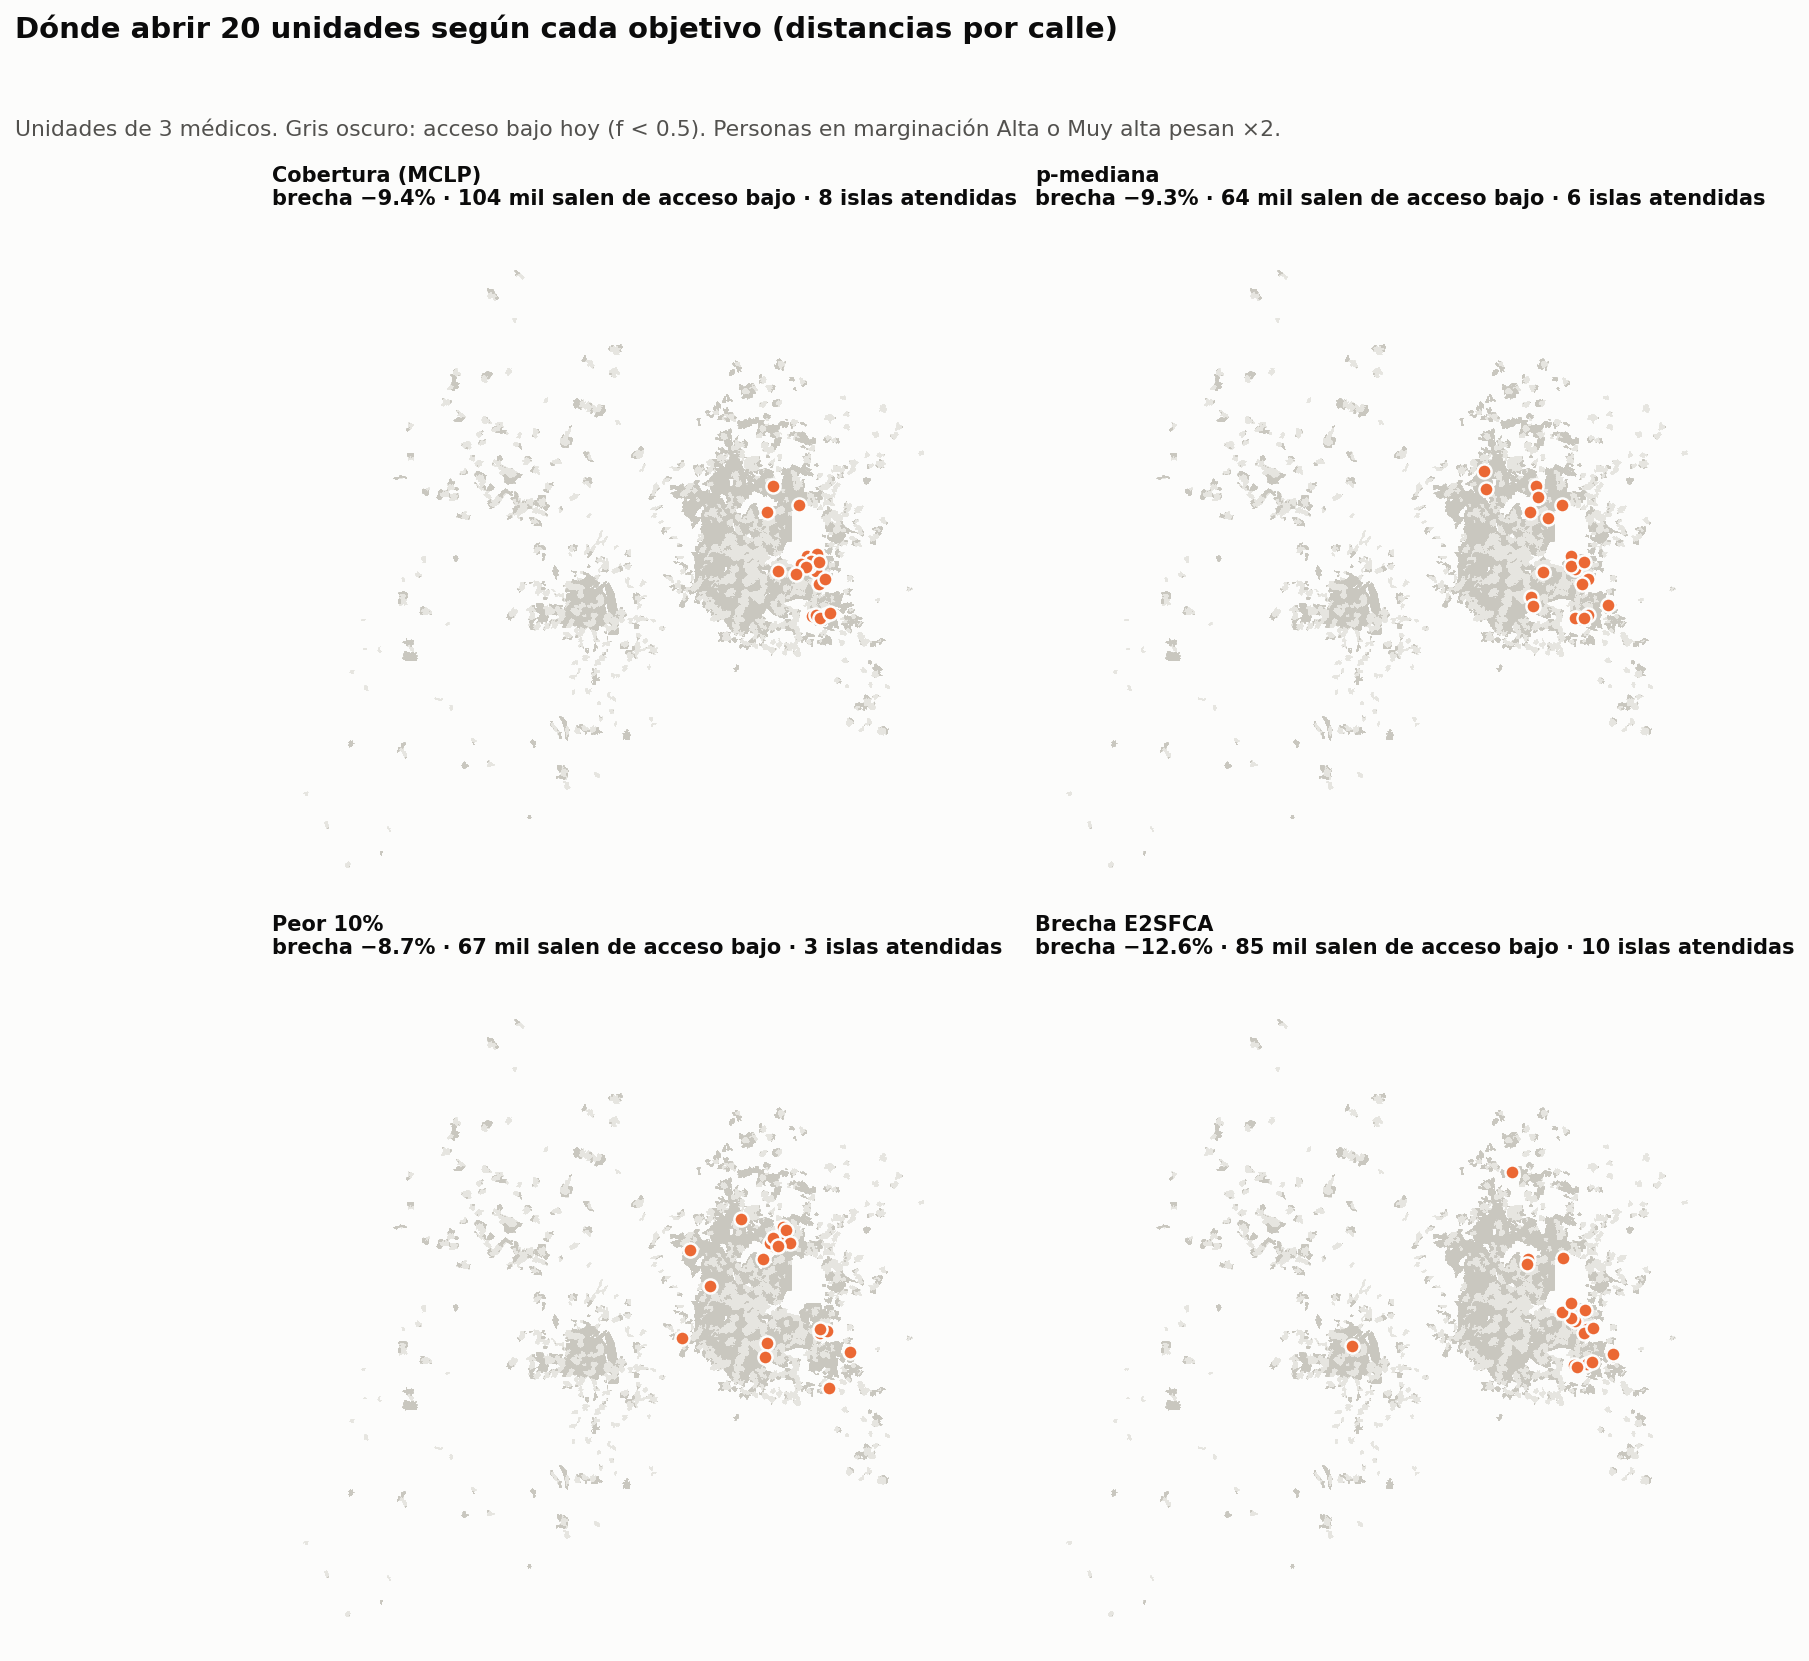 Dónde abrir 20 unidades según cada objetivo (distancias por calle)
Unidades de 3 médicos. Gris oscuro: acceso bajo hoy (f < 0.5). Personas en marginación Alta o Muy alta pesan ×2.
Cobertura (MCLP)
brecha −9.4% · 104 mil salen de acceso bajo · 8 islas atendidas
p-mediana
brecha −9.3% · 64 mil salen de acceso bajo · 6 islas atendidas
Peor 10%
brecha −8.7% · 67 mil salen de acceso bajo · 3 islas atendidas
Brecha E2SFCA
brecha −12.6% · 85 mil salen de acceso bajo · 10 islas atendidas